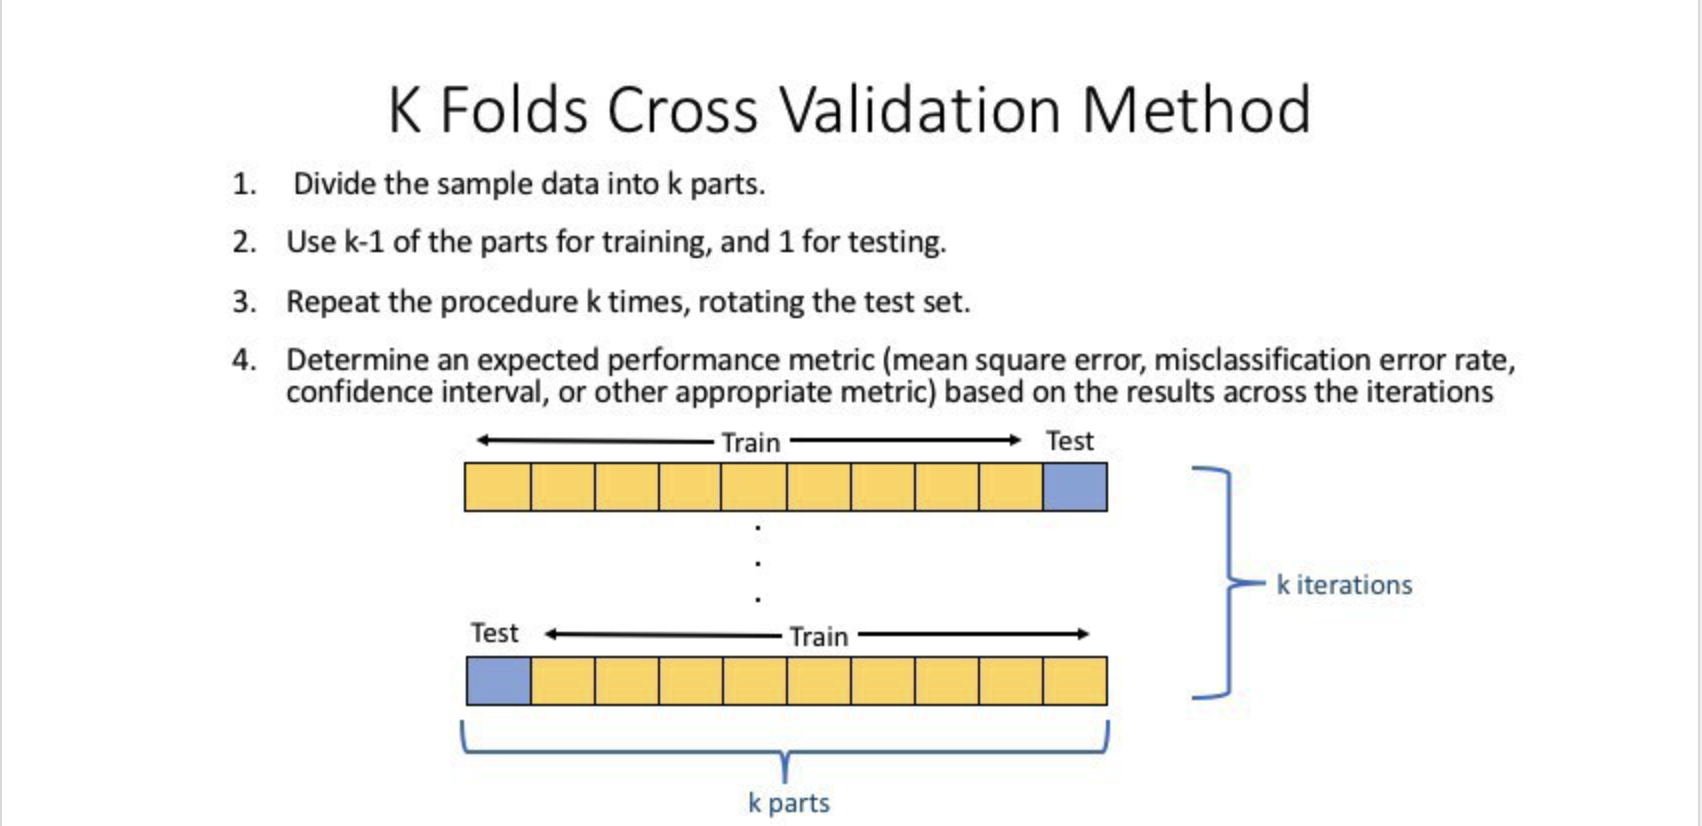 K Folds Cross Validation Method
1. Divide the sample data into k parts.
2. Use k-1 of the parts for training, and 1 for testing.
3. Repeat the procedure k times, rotating the test set.
4. Determine an expected performance metric (mean square error, misclassification error rate,
confidence interval, or other appropriate metric) based on the results across the iterations
Train Test
k iterations
Test Train
k parts